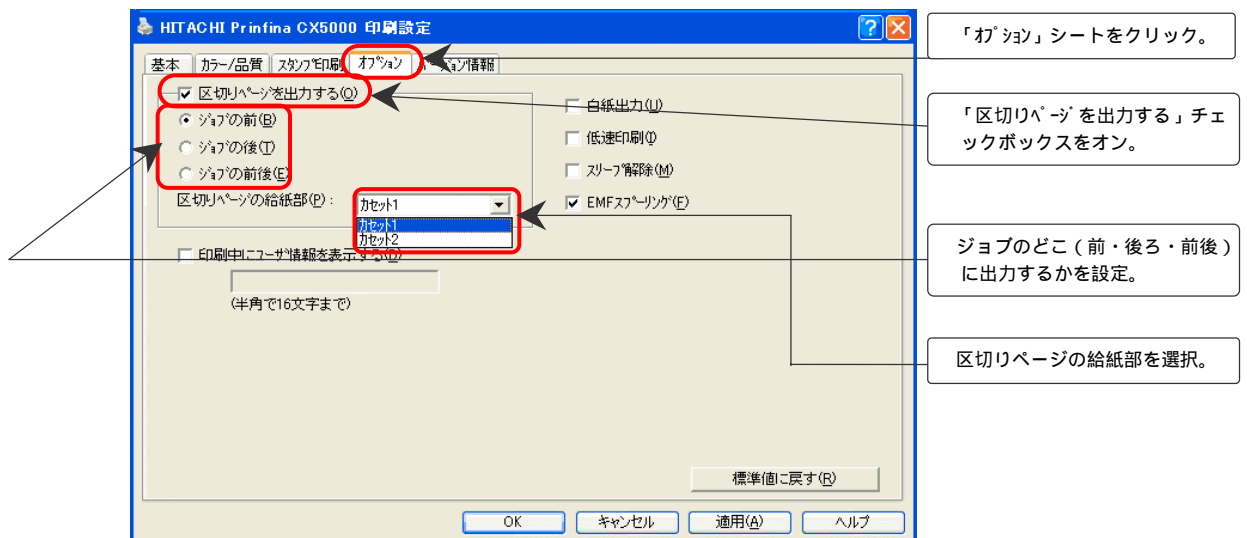 HITACHI Prinfina CX5000 印刷設定
基本 カラー/品質 スタンプ印刷 オプション バージョン情報
区切りページを出力する(O)
ジョブの前(B)
ジョブの後(T)
ジョブの前後(E)
区切りページの給紙部(P):
カセット1
カセット1
カセット2
白紙出力(U)
低速印刷(I)
スリープ解除(M)
EMFスプーリング(F)
印刷中にユーザ情報を表示する(D)
(半角で16文字まで)
標準値に戻す(R)
OK キャンセル 適用(A) ヘルプ
「オプション」シートをクリック。
「区切りページを出力する」チェ
ックボックスをオン。
ジョブのどこ(前・後ろ・前後)
に出力するかを設定。
区切りページの給紙部を選択。